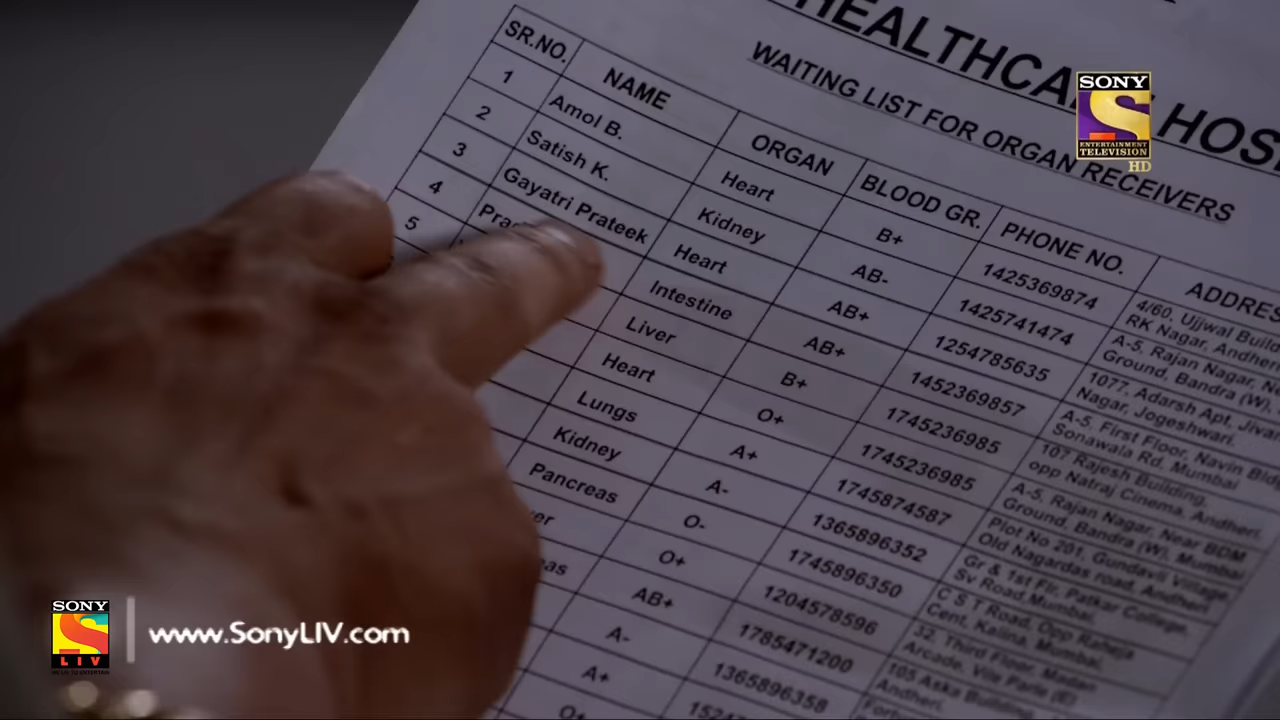 HEALTHCA HOS
WAITING LIST FOR ORGAN RECEIVERS
SR.NO. NAME ORGAN BLOOD GR. PHONE NO. ADDRES
1 Amol B. Heart B+ 1425369874 4/60, Ujjwal Build
RK Nagar, Andheri
2 Satish K. Kidney AB- 1425741474 A-5, Rajan Nagar, N
Ground, Bandra (W),
3 Gayatri Prateek Heart AB+ 1254785635 1077, Adarsh Apt, Jivan
Nagar, Jogeshwari.
4 Pra Intestine AB+ 1452369857 A-5, First Floor, Navin Bldg
Sonawala Rd, Mumbai
5 Liver B+ 1745236985 107 Rajesh Building,
opp Natraj Cinema, Andheri.
Heart O+ 1745236985 A-5, Rajan Nagar, Near BDM
Ground, Bandra (W), Mumbai
Lungs A+ 1745874587 Plot No 201, Gundavli Village,
Old Nagardas road, Andheri
Kidney A- 1365896352 Gr & 1st Flr, Patkar College,
Sv Road,Mumbai.
Pancreas O- 1745896350 C S T Road, Opp Raheja
Cent, Kalina, Mumbai.
ver O+ 1204578596 32, Third Floor, Madan
Arcade, Vile Parle (E)
eas AB+ 1785471200 105 Aska Building,
Andheri.
A- 1365896358
A+
SONY
ENTERTAINMENT
TELEVISION
HD
SONY
LIV
www.SonyLIV.com